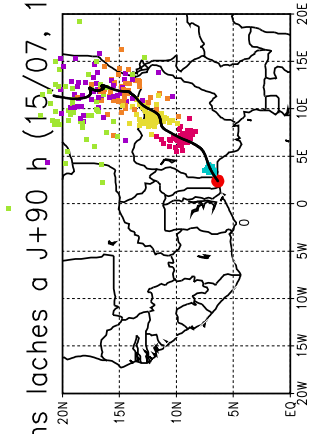 ns laches a J+90 h (15/07, 1
20N
15N
10N
5N
EQ
20W
15W
10W
5W
0
5E
10E
15E
20E
0